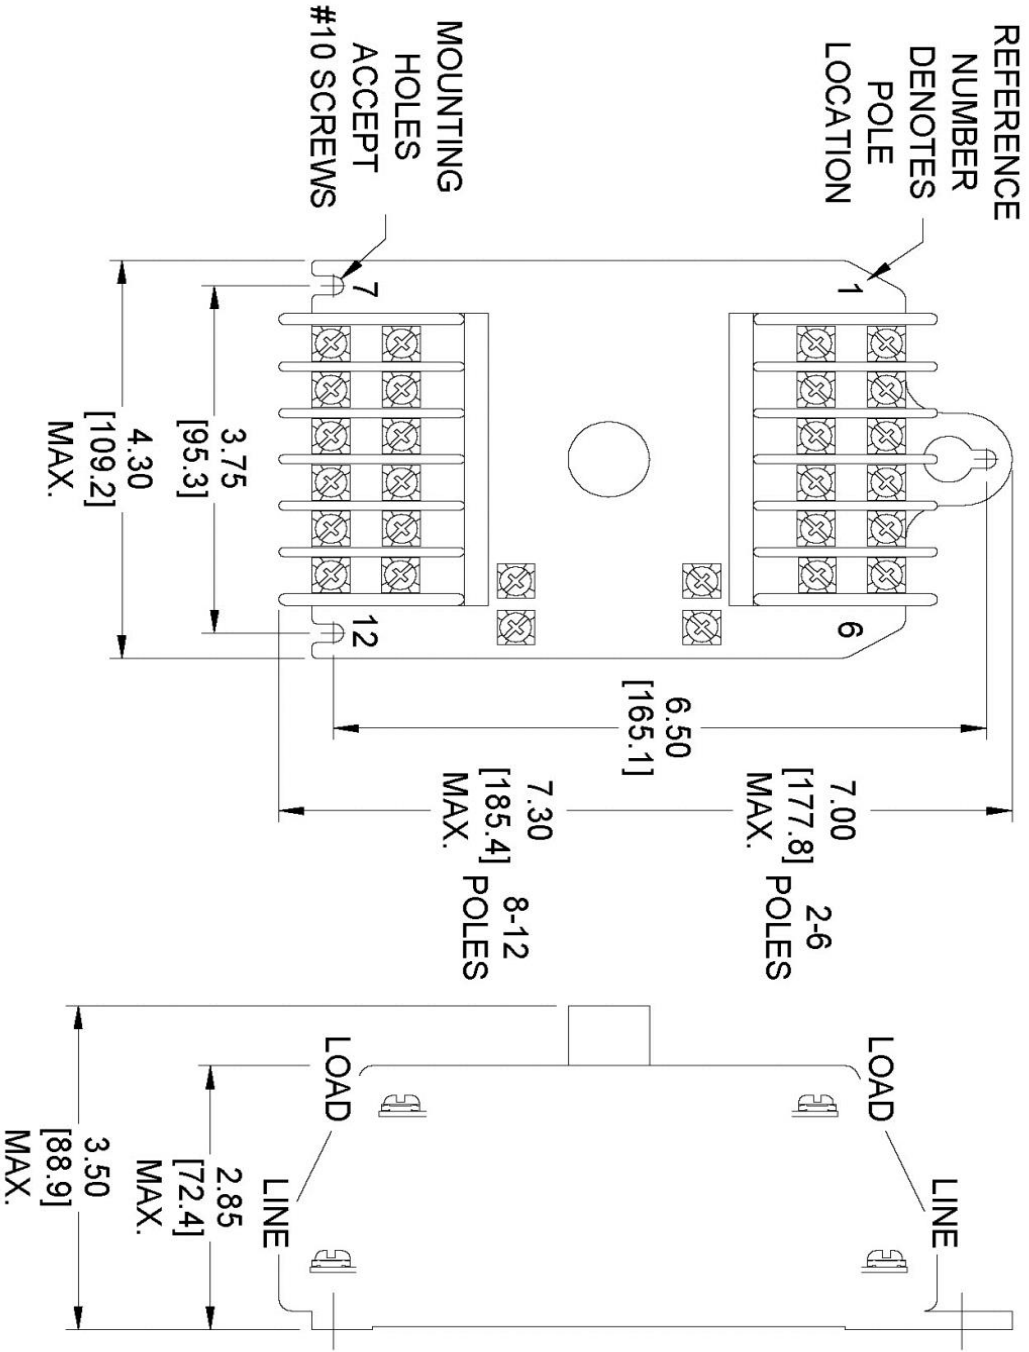 REFERENCE
NUMBER
DENOTES
POLE
LOCATION
MOUNTING
HOLES
ACCEPT
#10 SCREWS
1
6
7
12
3.75
[95.3]
4.30
[109.2]
MAX.
6.50
[165.1]
7.00
[177.8]
MAX.
2-6
POLES
7.30
[185.4]
MAX.
8-12
POLES
LOAD
LINE
LOAD
LINE
2.85
[72.4]
MAX.
3.50
[88.9]
MAX.